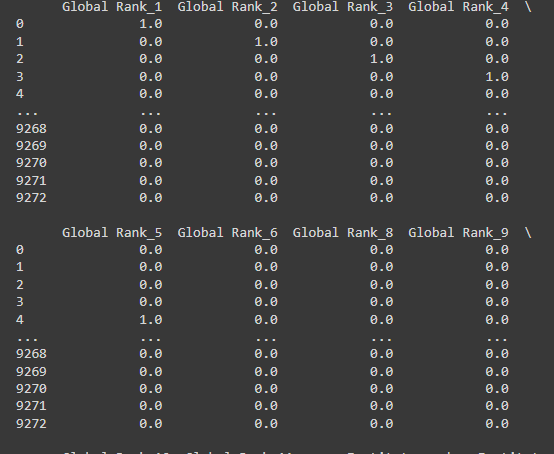 Global Rank_1 Global Rank_2 Global Rank_3 Global Rank_4 \
0 1.0 0.0 0.0 0.0
1 0.0 1.0 0.0 0.0
2 0.0 0.0 1.0 0.0
3 0.0 0.0 0.0 1.0
4 0.0 0.0 0.0 0.0
... ... ... ... ...
9268 0.0 0.0 0.0 0.0
9269 0.0 0.0 0.0 0.0
9270 0.0 0.0 0.0 0.0
9271 0.0 0.0 0.0 0.0
9272 0.0 0.0 0.0 0.0
Global Rank_5 Global Rank_6 Global Rank_8 Global Rank_9 \
0 0.0 0.0 0.0 0.0
1 0.0 0.0 0.0 0.0
2 0.0 0.0 0.0 0.0
3 0.0 0.0 0.0 0.0
4 1.0 0.0 0.0 0.0
... ... ... ... ...
9268 0.0 0.0 0.0 0.0
9269 0.0 0.0 0.0 0.0
9270 0.0 0.0 0.0 0.0
9271 0.0 0.0 0.0 0.0
9272 0.0 0.0 0.0 0.0